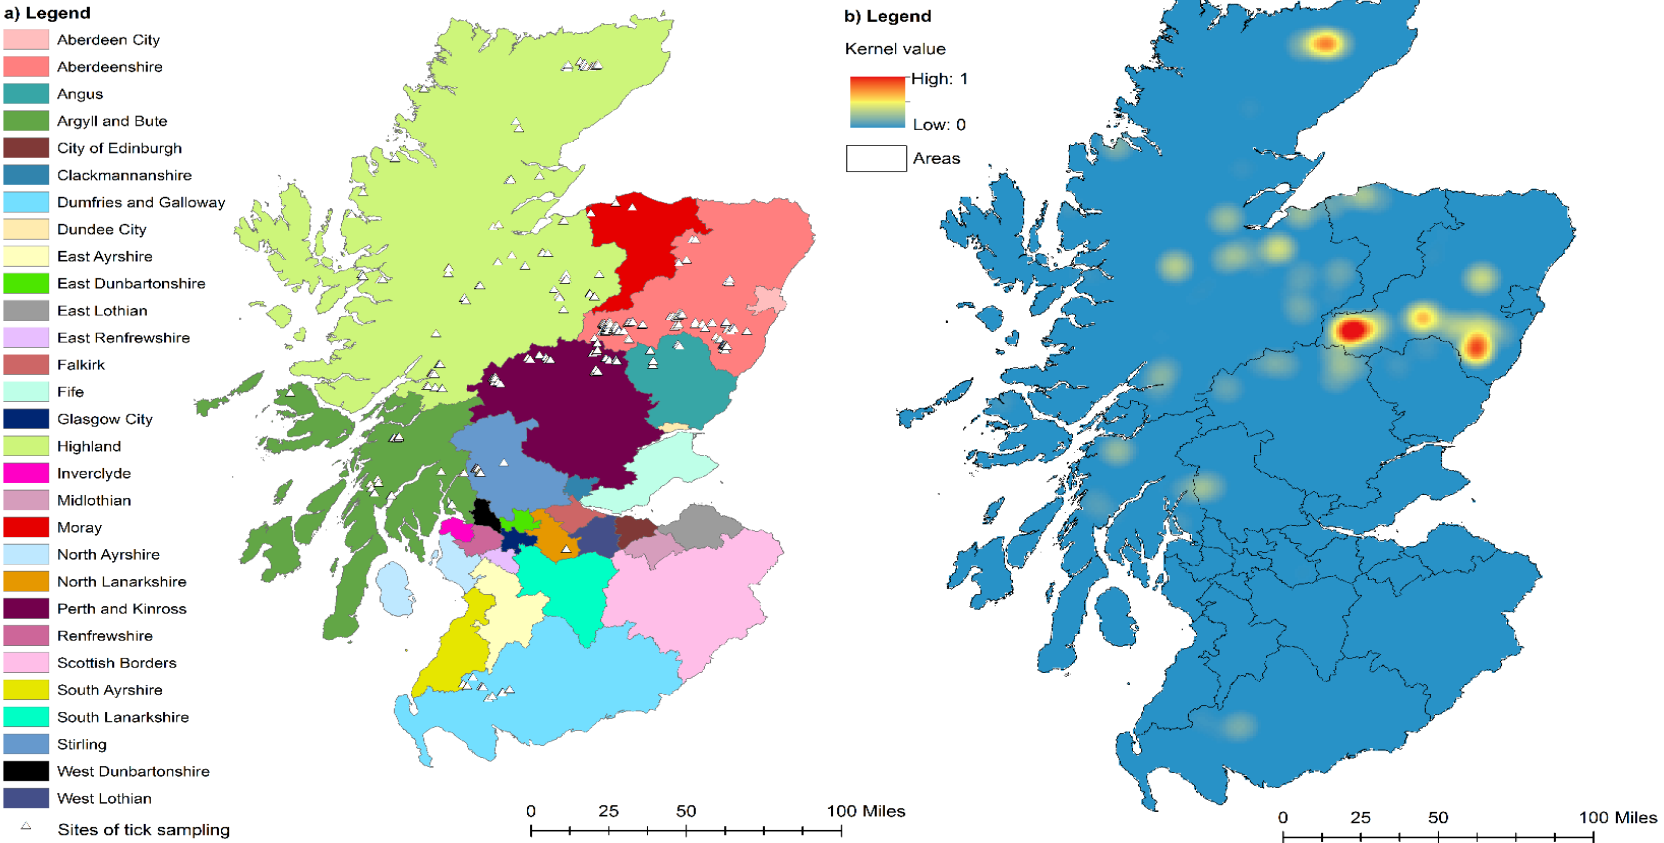 a) Legend
Aberdeen City
Aberdeenshire
Angus
Argyll and Bute
City of Edinburgh
Clackmannanshire
Dumfries and Galloway
Dundee City
East Ayrshire
East Dunbartonshire
East Lothian
East Renfrewshire
Falkirk
Fife
Glasgow City
Highland
Inverclyde
Midlothian
Moray
North Ayrshire
North Lanarkshire
Perth and Kinross
Renfrewshire
Scottish Borders
South Ayrshire
South Lanarkshire
Stirling
West Dunbartonshire
West Lothian
Sites of tick sampling
0 25 50 100 Miles
b) Legend
Kernel value
High: 1
Low: 0
Areas
0 25 50 100 Miles